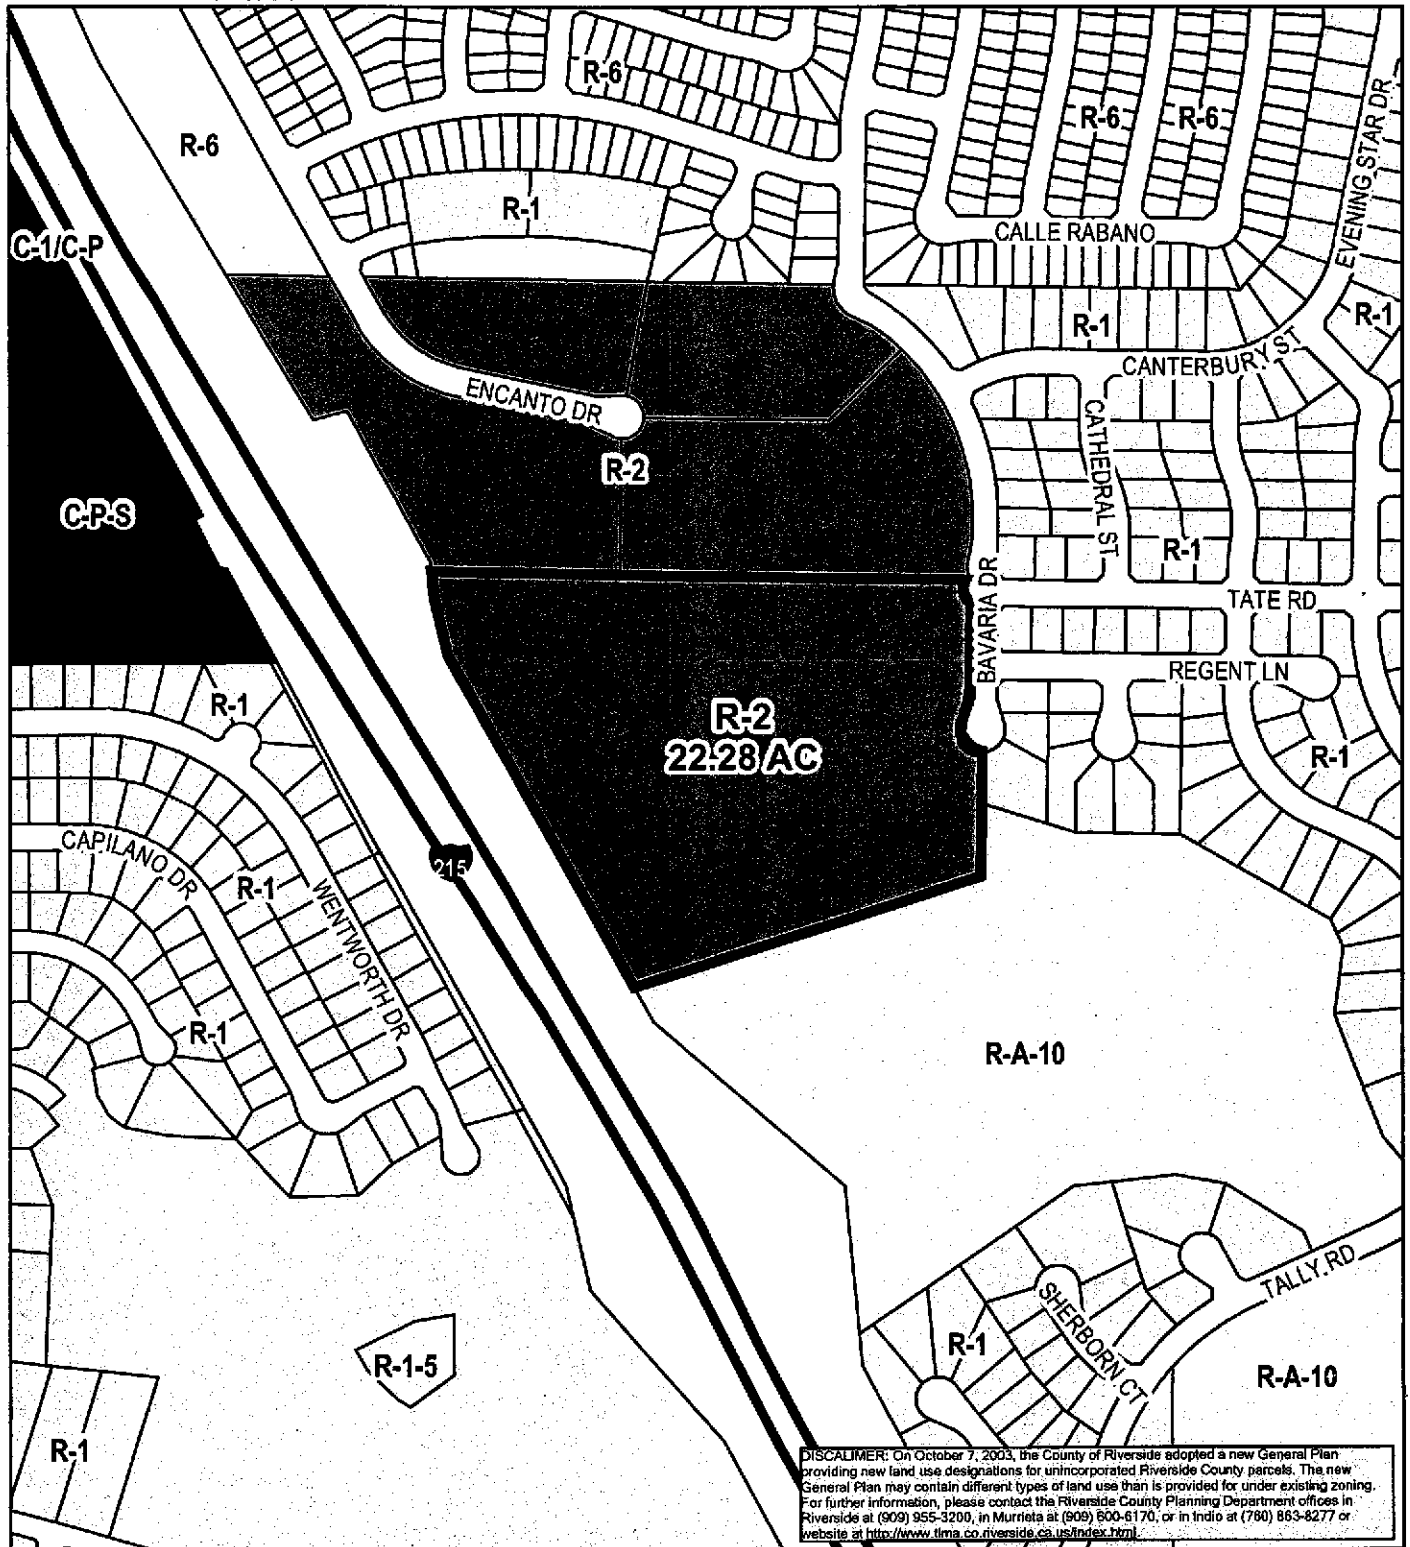 R-6
R-6
R-6
R-6
EVENING STAR DR
R-1
C-1/C-P
CALLE RABANO
R-1
R-1
CANTERBURY ST
ENCANTO DR
CATHEDRAL ST
R-2
C-P-S
R-1
BAVARIA DR
TATE RD
REGENT LN
R-1
R-2
22.28 AC
R-1
CAPILANO DR
215
R-1
WENTWORTH DR
R-1
R-A-10
TALLY RD
SHERBORN CT
R-1
R-1-5
R-A-10
R-1
DISCALIMER: On October 7, 2003, the County of Riverside adopted a new General Plan
providing new land use designations for unincorporated Riverside County parcels. The new
General Plan may contain different types of land use than is provided for under existing zoning.
For further information, please contact the Riverside County Planning Department offices in
Riverside at (909) 955-3200, in Murrieta at (909) 600-6170, or in Indio at (760) 863-8277 or
website at http://www.tlma.co.riverside.ca.us/index.html